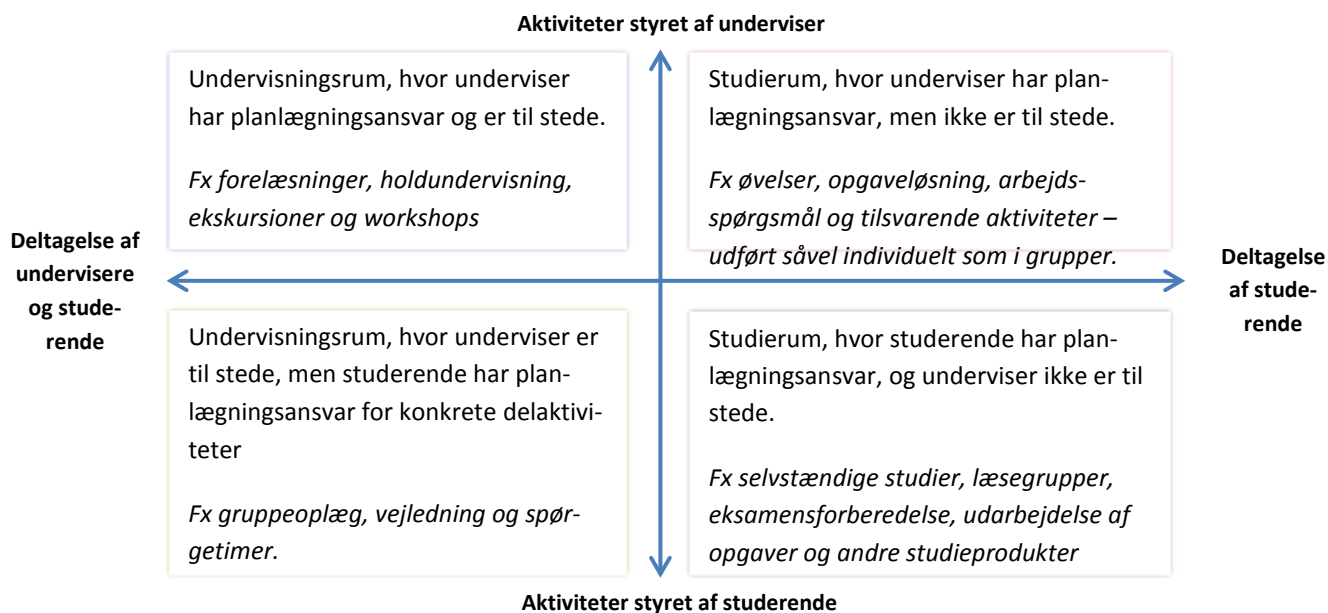 Aktiviteter styret af underviser
Undervisningsrum, hvor underviser
har planlægningsansvar og er til stede.
Fx forelæsninger, holdundervisning,
ekskursioner og workshops
Studierum, hvor underviser har plan-
lægningsansvar, men ikke er til stede.
Fx øvelser, opgaveløsning, arbejds-
spørgsmål og tilsvarende aktiviteter –
udført såvel individuelt som i grupper.
Deltagelse af
undervisere
og stude-
rende
Deltagelse
af stude-
rende
Undervisningsrum, hvor underviser er
til stede, men studerende har plan-
lægningsansvar for konkrete delaktivi-
teter
Fx gruppeoplæg, vejledning og spør-
getimer.
Studierum, hvor studerende har plan-
lægningsansvar, og underviser ikke er til
stede.
Fx selvstændige studier, læsegrupper,
eksamensforberedelse, udarbejdelse af
opgaver og andre studieprodukter
Aktiviteter styret af studerende